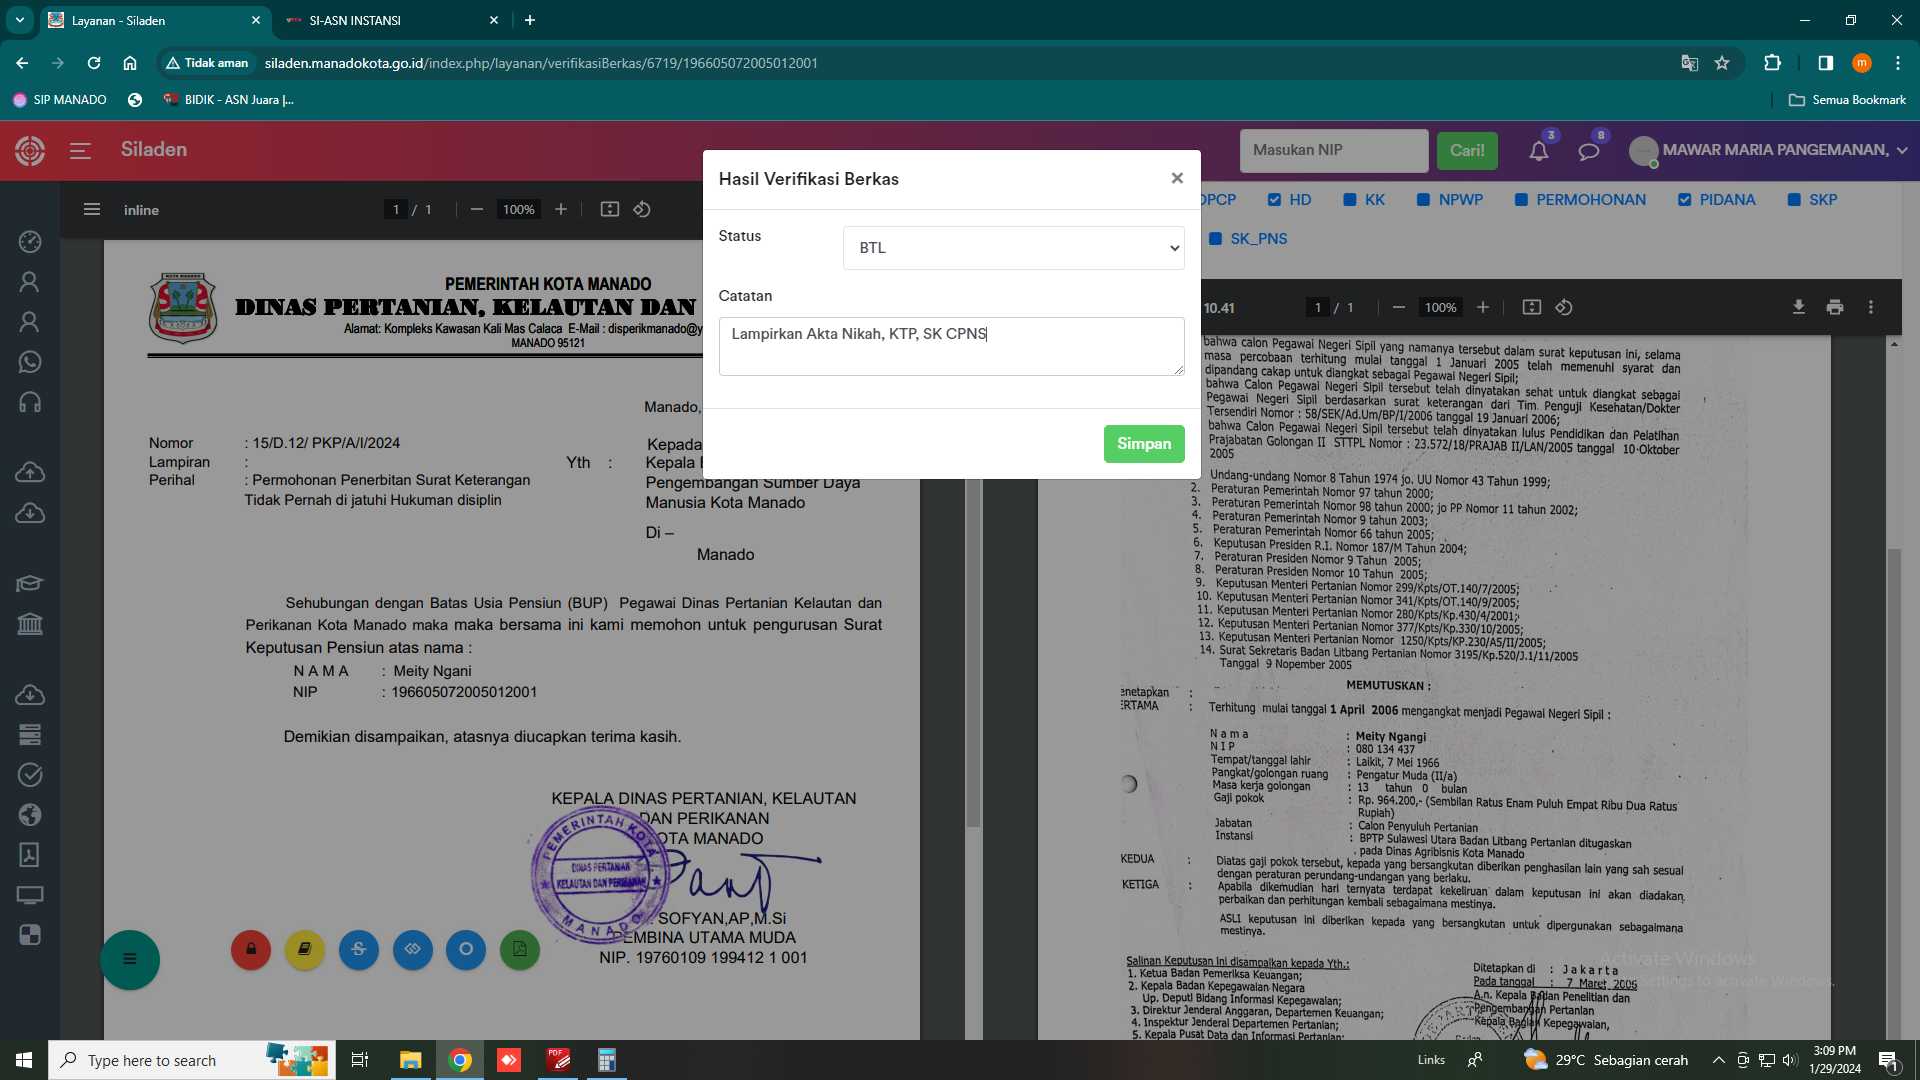 Layanan - Siladen
SI-ASN INSTANSI
Tidak aman
siladen.manadokota.go.id/index.php/layanan/verifikasiBerkas/6719/196605072005012001
m
SIP MANADO
BIDIK - ASN Juara |...
Semua Bookmark
Siladen
Masukan NIP
Cari!
3
8
MAWAR MARIA PANGEMANAN,
inline
1 / 1
100%
HD
KK
NPWP
PERMOHONAN
PIDANA
SKP
SK_PNS
10.41
1 / 1
100%
Hasil Verifikasi Berkas
×
Status
BTL
Catatan
Lampirkan Akta Nikah, KTP, SK CPNS
Simpan
PEMERINTAH KOTA MANADO
DINAS PERTANIAN, KELAUTAN DAN
Alamat: Kompleks Kawasan Kali Mas Calaca E-Mail : disperikmanado@y
MANADO 95121
Manado,
Nomor : 15/D.12/ PKP/A/I/2024
Lampiran :
Perihal : Permohonan Penerbitan Surat Keterangan
Tidak Pernah di jatuhi Hukuman disiplin
Kepada
Yth : Kepala
Pengembangan Sumber Daya
Manusia Kota Manado
Di –
Manado
Sehubungan dengan Batas Usia Pensiun (BUP) Pegawai Dinas Pertanian Kelautan dan
Perikanan Kota Manado maka maka bersama ini kami memohon untuk pengurusan Surat
Keputusan Pensiun atas nama :
N A M A : Meity Ngani
NIP : 196605072005012001
Demikian disampaikan, atasnya diucapkan terima kasih.
KEPALA DINAS PERTANIAN, KELAUTAN
DAN PERIKANAN
KOTA MANADO
PEMERINTAH KOTA
DINAS PERTANIAN
KELAUTAN DAN PERIKANAN
MANADO
SOFYAN,AP,M.Si
PEMBINA UTAMA MUDA
NIP. 19760109 199412 1 001
bahwa calon Pegawai Negeri Sipil yang namanya tersebut dalam surat keputusan ini, selama
masa percobaan terhitung mulai tanggal 1 Januari 2005 telah memenuhi syarat dan
dipandang cakap untuk diangkat sebagai Pegawai Negeri Sipil;
bahwa Calon Pegawai Negeri Sipil tersebut telah dinyatakan sehat untuk diangkat sebagai
Pegawai Negeri Sipil berdasarkan surat keterangan dari Tim Penguji Kesehatan/Dokter
Tersendiri Nomor : 58/SEK/Ad.Um/BP/I/2006 tanggal 19 Januari 2006;
bahwa Calon Pegawai Negeri Sipil tersebut telah dinyatakan lulus Pendidikan dan Pelatihan
Prajabatan Golongan II STTPL Nomor : 23.572/18/PRAJAB II/LAN/2005 tanggal 10 Oktober
2005
Undang-undang Nomor 8 Tahun 1974 jo. UU Nomor 43 Tahun 1999;
2. Peraturan Pemerintah Nomor 97 tahun 2000;
3. Peraturan Pemerintah Nomor 98 tahun 2000; jo PP Nomor 11 tahun 2002;
4. Peraturan Pemerintah Nomor 9 tahun 2003;
5. Peraturan Pemerintah Nomor 66 tahun 2005;
6. Keputusan Presiden R.I. Nomor 187/M Tahun 2004;
7. Peraturan Presiden Nomor 9 Tahun 2005;
8. Peraturan Presiden Nomor 10 Tahun 2005;
9. Keputusan Menteri Pertanian Nomor 299/Kpts/OT.140/7/2005;
10. Keputusan Menteri Pertanian Nomor 341/Kpts/OT.140/9/2005;
11. Keputusan Menteri Pertanian Nomor 280/Kpts/Kp.430/4/2001;
12. Keputusan Menteri Pertanian Nomor 377/Kpts/Kp.330/10/2005;
13. Keputusan Menteri Pertanian Nomor 1250/Kpts/KP.230/A5/II/2005;
14. Surat Sekretaris Badan Litbang Pertanian Nomor 3195/Kp.520/J.1/11/2005
Tanggal 9 Nopember 2005
MEMUTUSKAN :
enetapkan :
ERTAMA : Terhitung mulai tanggal 1 April 2006 mengangkat menjadi Pegawai Negeri Sipil :
N a m a : Meity Ngangi
N I P : 080 134 437
Tempat/tanggal lahir : Laikit, 7 Mei 1966
Pangkat/golongan ruang : Pengatur Muda (II/a)
Masa kerja golongan : 13 tahun 0 bulan
Gaji pokok : Rp. 964.200,- (Sembilan Ratus Enam Puluh Empat Ribu Dua Ratus
Rupiah)
Jabatan : Calon Penyuluh Pertanian
Instansi : BPTP Sulawesi Utara Badan Litbang Pertanian ditugaskan
pada Dinas Agribisnis Kota Manado
KEDUA : Diatas gaji pokok tersebut, kepada yang bersangkutan diberikan penghasilan lain yang sah sesuai
dengan peraturan perundang-undangan yang berlaku.
KETIGA : Apabila dikemudian hari ternyata terdapat kekeliruan dalam keputusan ini akan diadakan
perbaikan dan perhitungan kembali sebagaimana mestinya.
ASLI keputusan ini diberikan kepada yang bersangkutan untuk dipergunakan sebagaimana
mestinya.
Salinan Keputusan ini disampaikan kepada Yth.:
1. Ketua Badan Pemeriksa Keuangan;
2. Kepala Badan Kepegawaian Negara
Up. Deputi Bidang Informasi Kepegawaian;
3. Direktur Jenderal Anggaran, Departemen Keuangan;
4. Inspektur Jenderal Departemen Pertanian;
5. Kepala Pusat Data dan Informasi Pertanian;
Ditetapkan di : J a k a r t a
Pada tanggal : 7 Maret 2005
A.n. Kepala Badan Penelitian dan
Pengembangan Pertanian
Kepala Bagian Kepegawaian,
Activate Windows
Settings to activate Windows.
Type here to search
Links
29°C Sebagian cerah
3:09 PM
1/29/2024
1